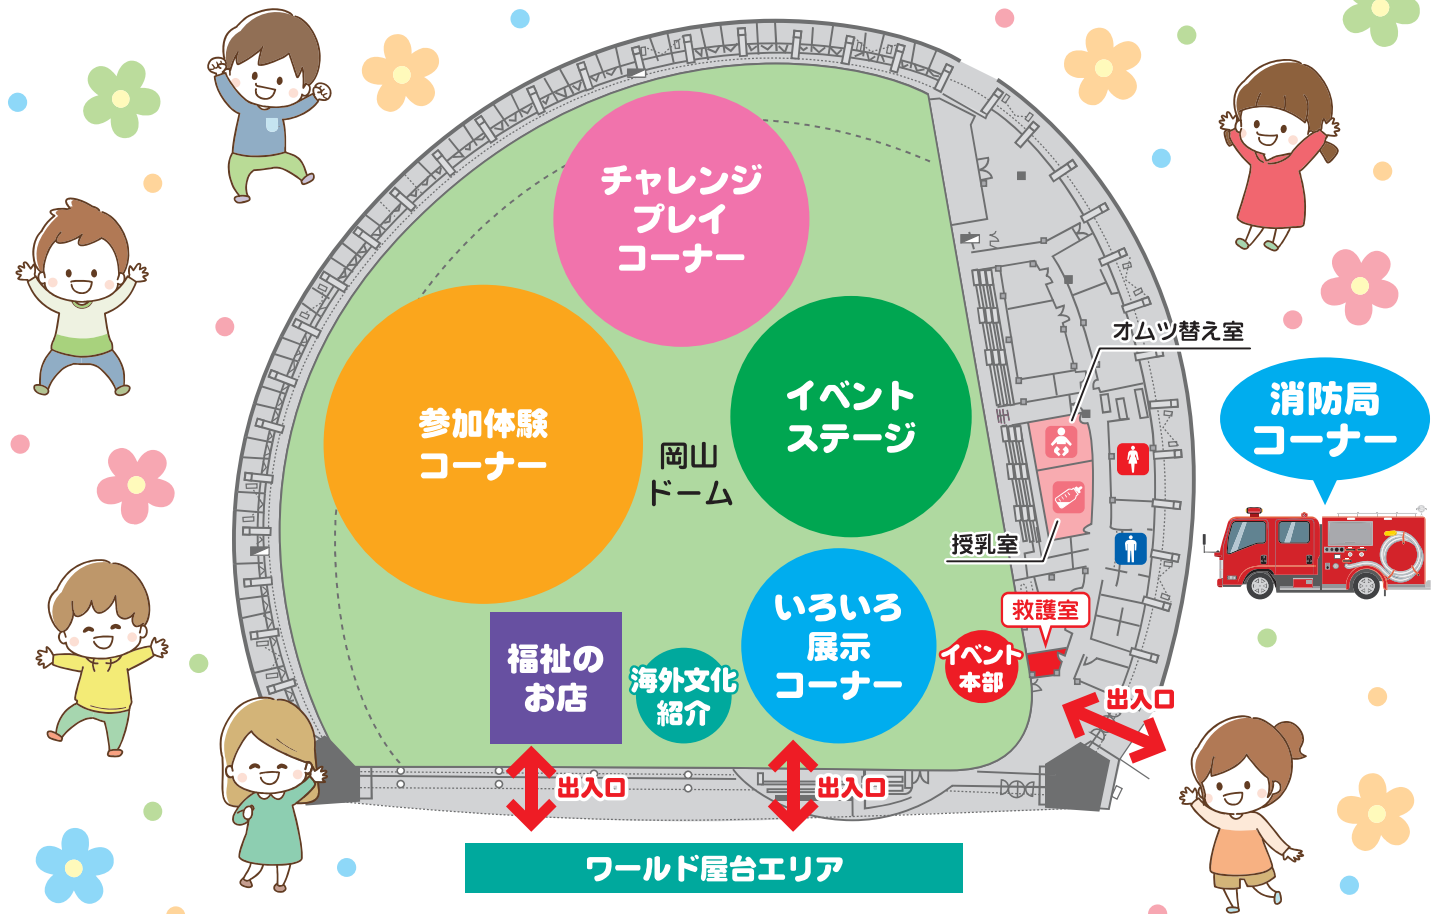 チャレンジ
プレイ
コーナー
オムツ替え室
参加体験
コーナー
岡山
ドーム
イベント
ステージ
消防局
コーナー
授乳室
救護室
福祉の
お店
海外文化
紹介
いろいろ
展示
コーナー
イベント
本部
出入口
出入口
出入口
ワールド屋台エリア